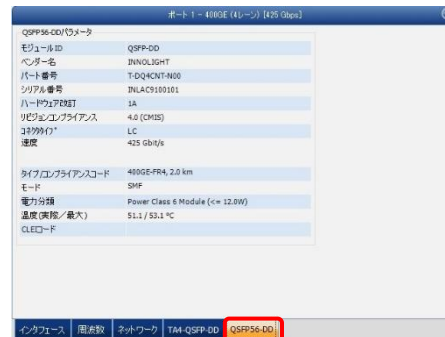 ポート 1 - 400GE (4レーン) [425 Gbps]
QSFP56-DDパラメータ
モジュールID QSFP-DD
ベンダー名 INNOLIGHT
パート番号 T-DQ4CNT-N00
シリアル番号 INLAC9100101
ハードウェア改訂 1A
リビジョンコンプライアンス 4.0 (CMIS)
コネクタタイプ LC
速度 425 Gbit/s
タイプ/コンプライアンスコード 400GE-FR4, 2.0 km
モード SMF
電力分類 Power Class 6 Module (<= 12.0W)
温度(実際/最大) 51.1 / 53.1 °C
CLEIコード
インタフェース 周波数 ネットワーク TA4-QSFP-DD QSFP56-DD